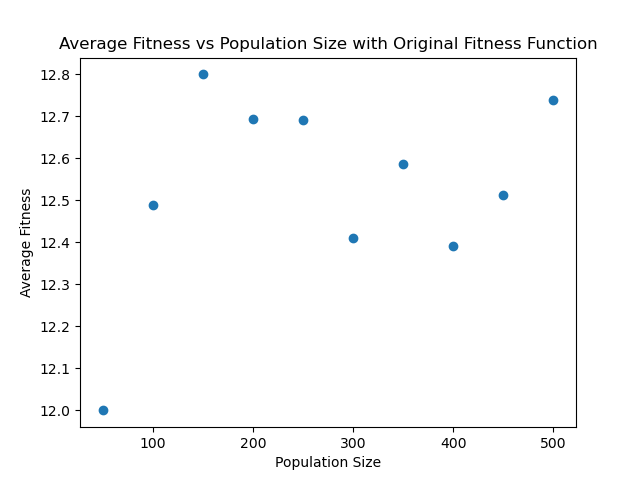 Average Fitness vs Population Size with Original Fitness Function
12.8
12.7
12.6
12.5
12.4
12.3
12.2
12.1
12.0
Average Fitness
100 200 300 400 500
Population Size